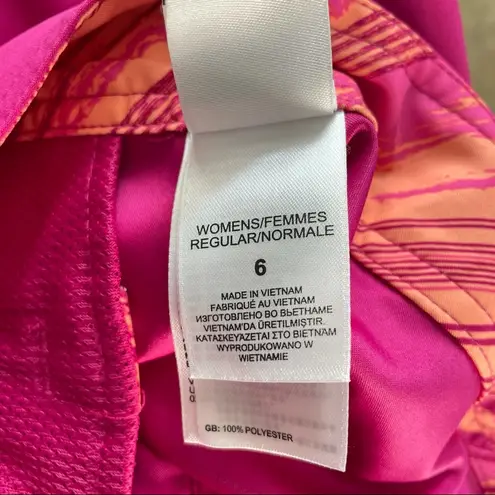 WOMENS/FEMMES
REGULAR/NORMALE
6
MADE IN VIETNAM
FABRIQUÉ AU VIETNAM
ИЗГОТОВЛЕНО ВО ВЬЕТНАМЕ
VIETNAM'DA ÜRETILMIŞTIR.
ΚΑΤΑΣΚΕΥΑΖΕΤΑΙ ΣΤΟ ΒΙΕΤΝΑΜ
WYPRODUKOWANO W
WIETNAMIE
GB: 100% POLYESTER